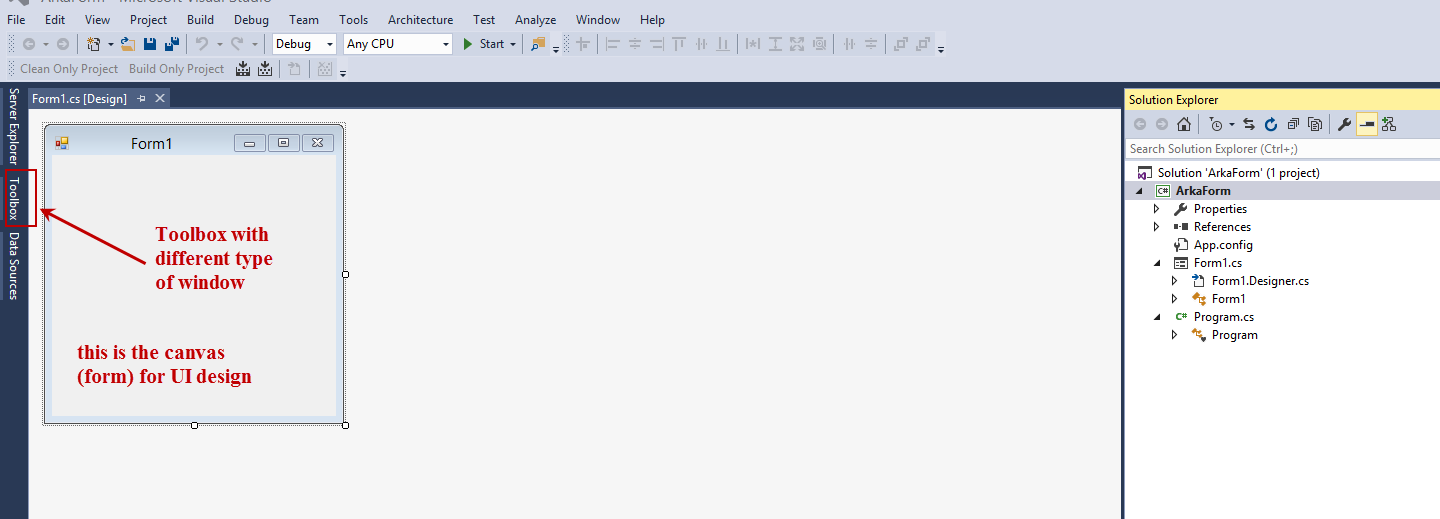 ArkaForm - Microsoft Visual Studio
File Edit View Project Build Debug Team Tools Architecture Test Analyze Window Help
Debug Any CPU Start
Clean Only Project Build Only Project
Server Explorer
Toolbox
Data Sources
Form1.cs [Design]
Form1
Toolbox with
different type
of window
this is the canvas
(form) for UI design
Solution Explorer
Search Solution Explorer (Ctrl+;)
Solution 'ArkaForm' (1 project)
C# ArkaForm
Properties
References
App.config
Form1.cs
Form1.Designer.cs
Form1
C# Program.cs
Program